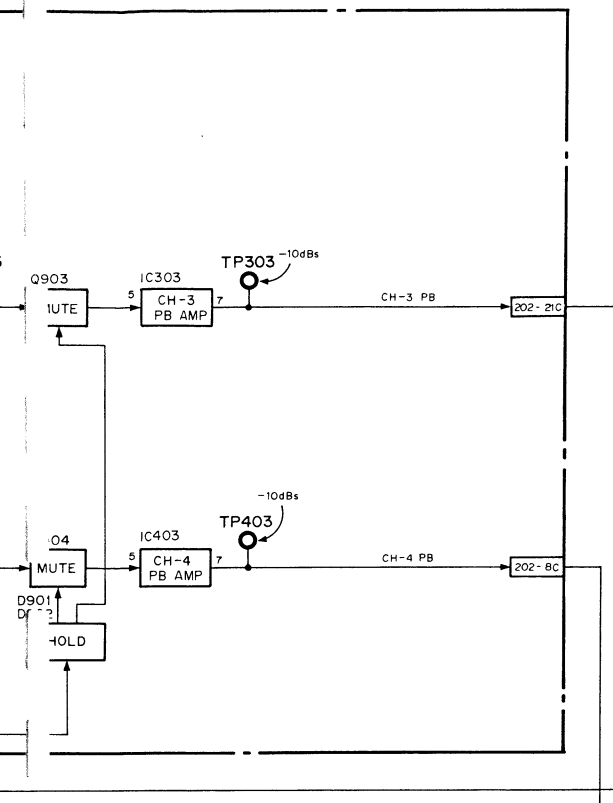 TP303 -10dBs
Q903
IC303
5
CH-3
PB AMP
7
CH-3 PB
202-21C
-10dBs
TP403
04
IC403
MUTE
5
CH-4
PB AMP
7
CH-4 PB
202-8C
D901
HOLD